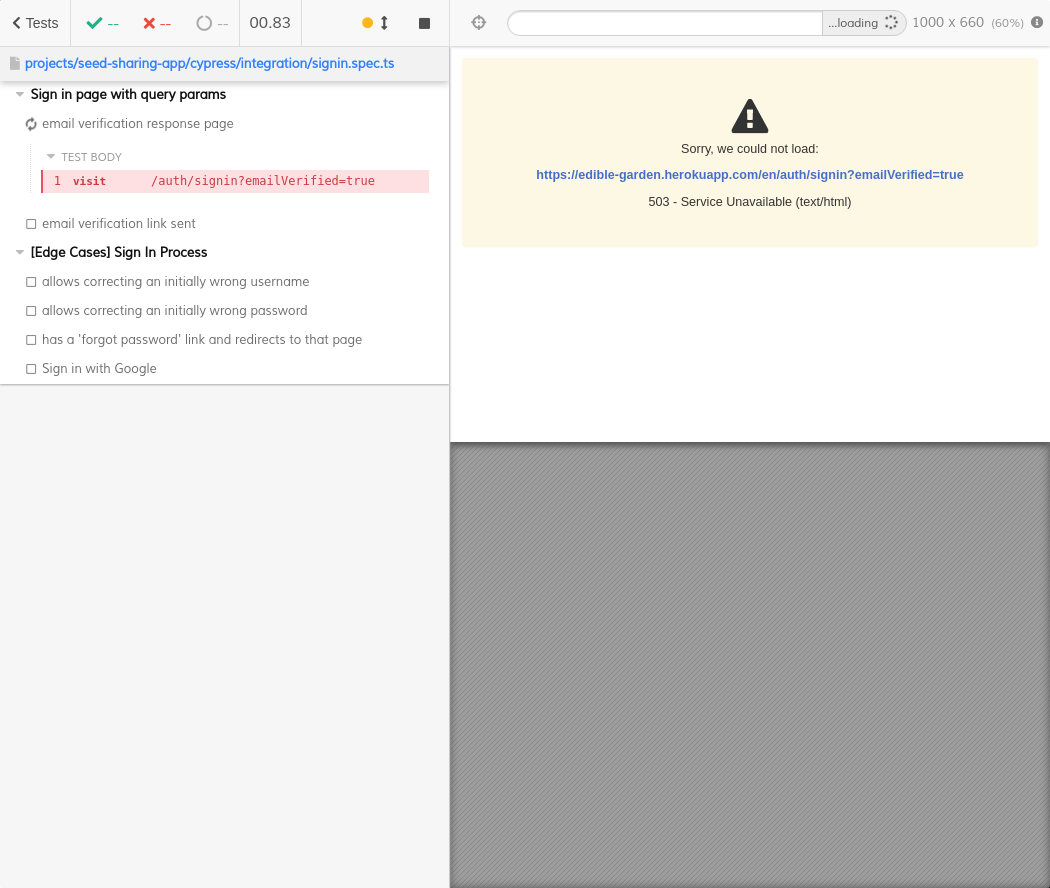 Tests -- -- -- 00.83
...loading 1000 x 660 (60%)
projects/seed-sharing-app/cypress/integration/signin.spec.ts
Sign in page with query params
email verification response page
TEST BODY
1 visit /auth/signin?emailVerified=true
email verification link sent
[Edge Cases] Sign In Process
allows correcting an initially wrong username
allows correcting an initially wrong password
has a 'forgot password' link and redirects to that page
Sign in with Google
Sorry, we could not load:
https://edible-garden.herokuapp.com/en/auth/signin?emailVerified=true
503 - Service Unavailable (text/html)